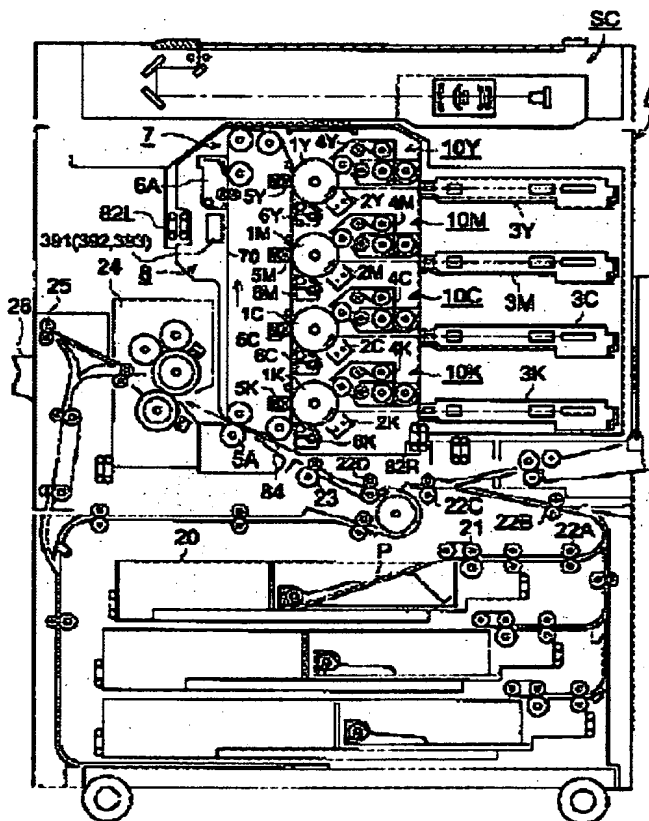 SC
7
1Y
4Y
10Y
6A
5Y
2Y
3Y
82L
6Y
4M
1M
10M
391(392,393)
70
5M
2M
3M
24
8M
4C
25
1C
10C
3C
26
6C
2C
4K
1K
10K
3K
5K
2K
6K
5A
84
22D
82R
23
22C
21
22B
22A
20
P